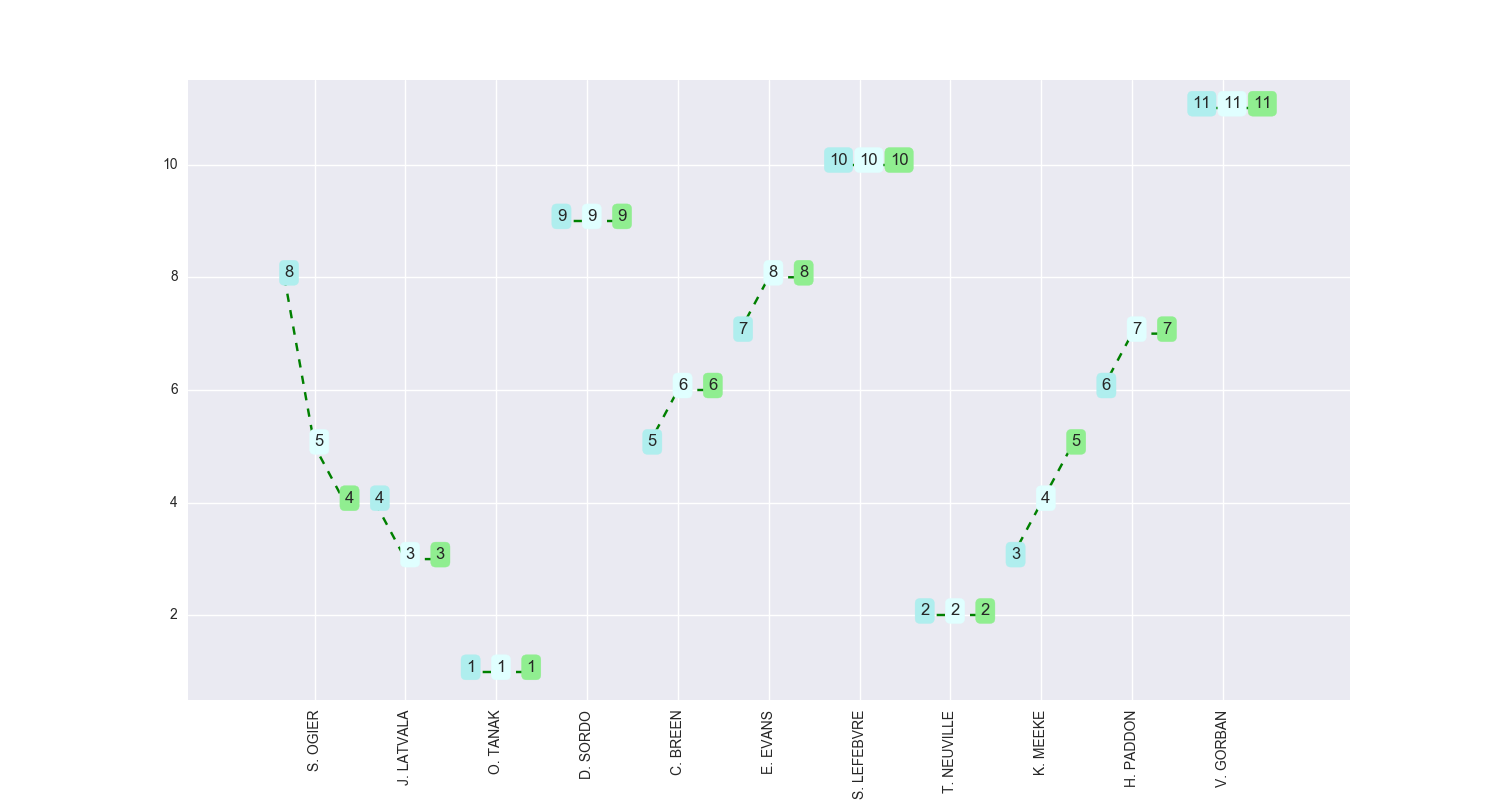 11 11 11
10
10 10 10
9 9 9
8
8
8 8
7
7 7
6
6 6
6
5
5
5
4
4 4
4
3 3
3
2
2 2 2
1 1 1
S. OGIER
J. LATVALA
O. TANAK
D. SORDO
C. BREEN
E. EVANS
S. LEFEBVRE
T. NEUVILLE
K. MEEKE
H. PADDON
V. GORBAN